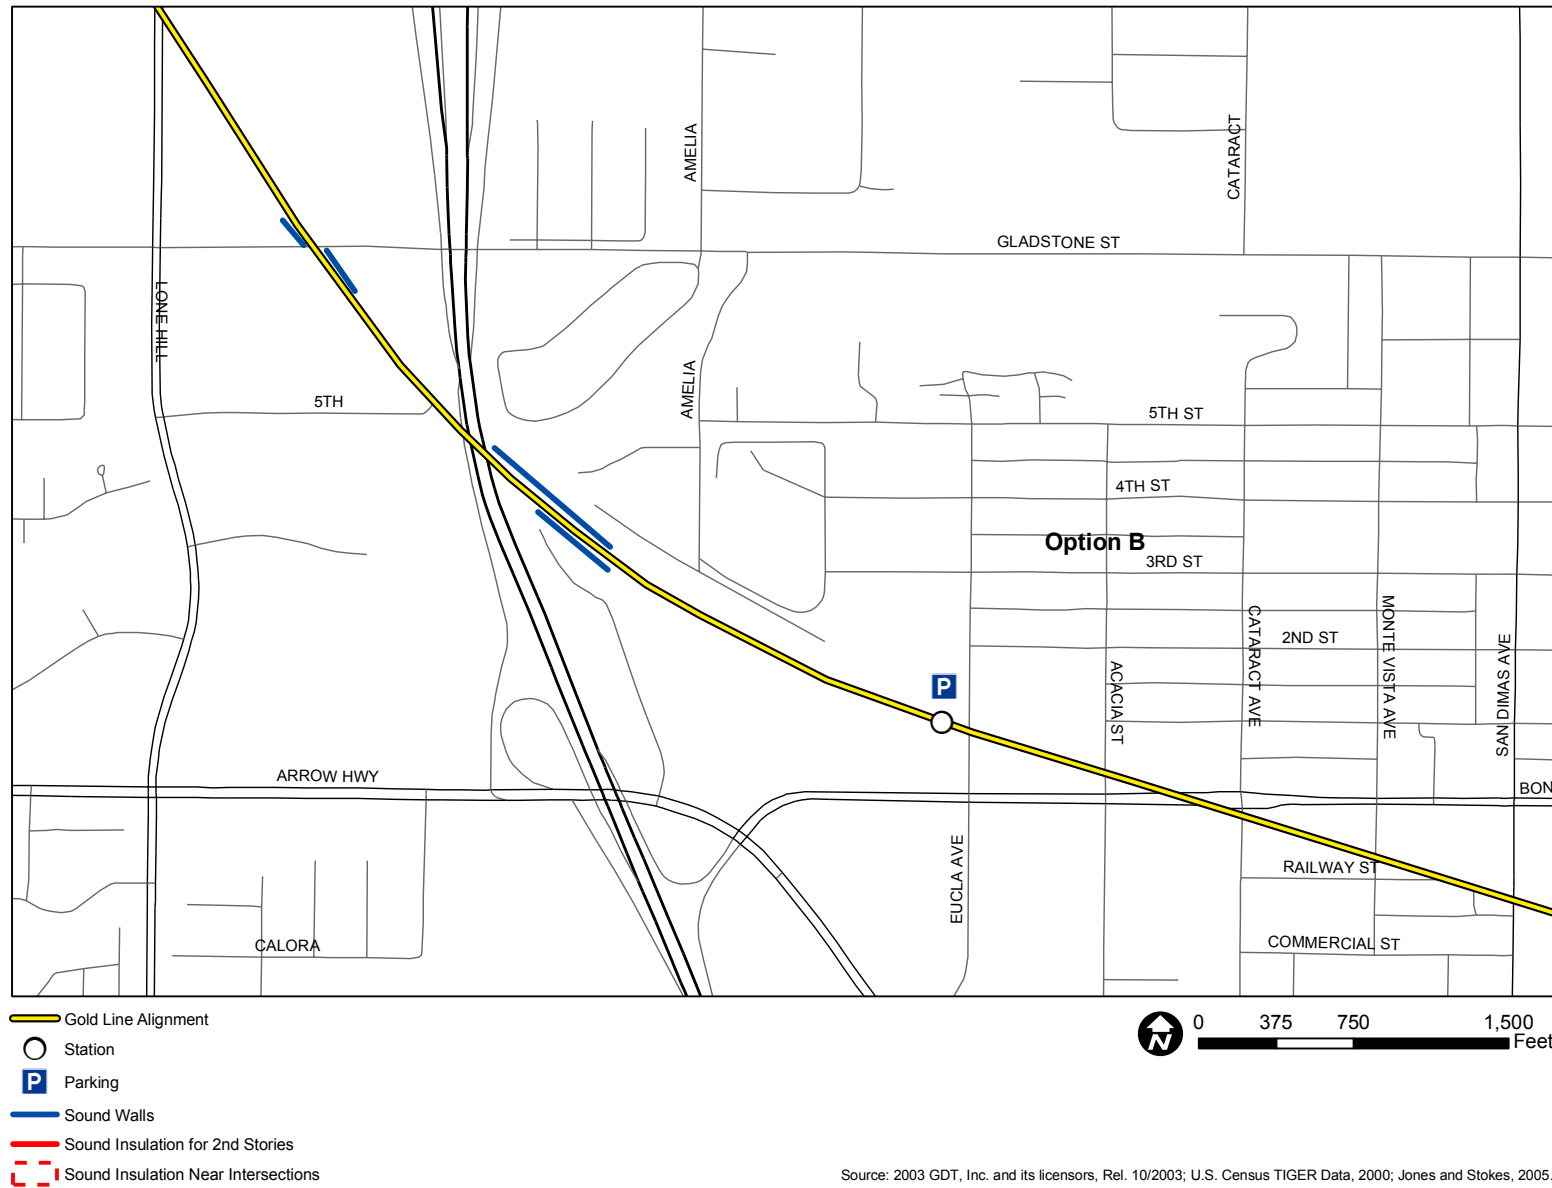 AMELIA
CATARACT
GLADSTONE ST
LONE HILL
AMELIA
5TH
5TH ST
4TH ST
Option B
3RD ST
CATARACT AVE
MONTE VISTA AVE
2ND ST
SAN DIMAS AVE
ACACIA ST
P
ARROW HWY
BON
EUCLA AVE
RAILWAY ST
CALORA
COMMERCIAL ST
Gold Line Alignment
Station
P Parking
Sound Walls
Sound Insulation for 2nd Stories
Sound Insulation Near Intersections
N
0 375 750 1,500
Feet
Source: 2003 GDT, Inc. and its licensors, Rel. 10/2003; U.S. Census TIGER Data, 2000; Jones and Stokes, 2005.